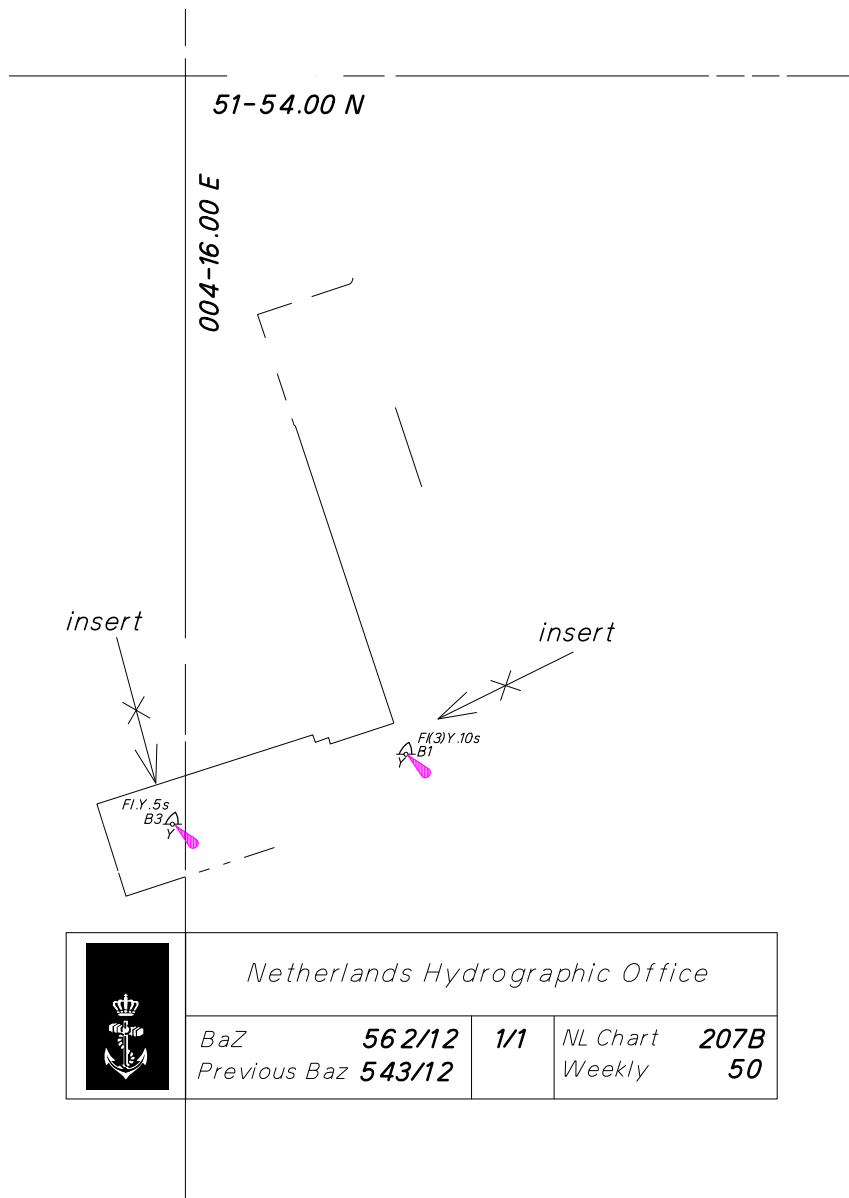 51-54.00 N
004-16.00 E
insert
insert
Fl(3)Y.10s
B1
Y
Fl.Y.5s
B3
Y
Netherlands Hydrographic Office
BaZ 562/12
Previous Baz 543/12
1/1
NL Chart 207B
Weekly 50